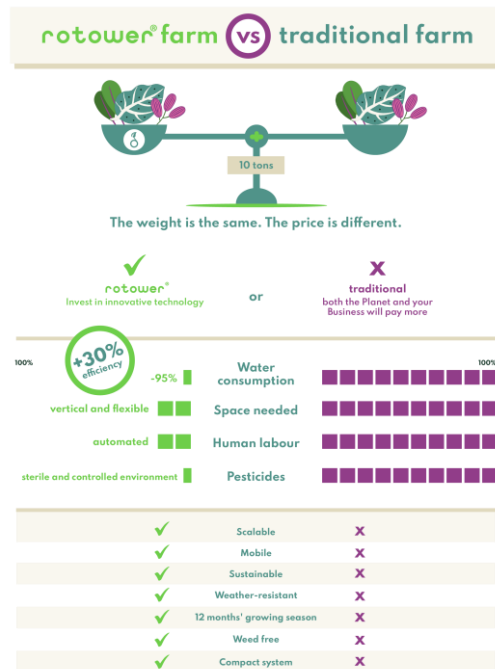 rotower® farm vs traditional farm
10 tons
The weight is the same. The price is different.
rotower®
Invest in innovative technology
or
x
traditional
both the Planet and your
Business will pay more
100%
+30%
efficiency
100%
-95%
Water
consumption
vertical and flexible
Space needed
automated
Human labour
sterile and controlled environment
Pesticides
Scalable x
Mobile x
Sustainable x
Weather-resistant x
12 months' growing season x
Weed free x
Compact system x